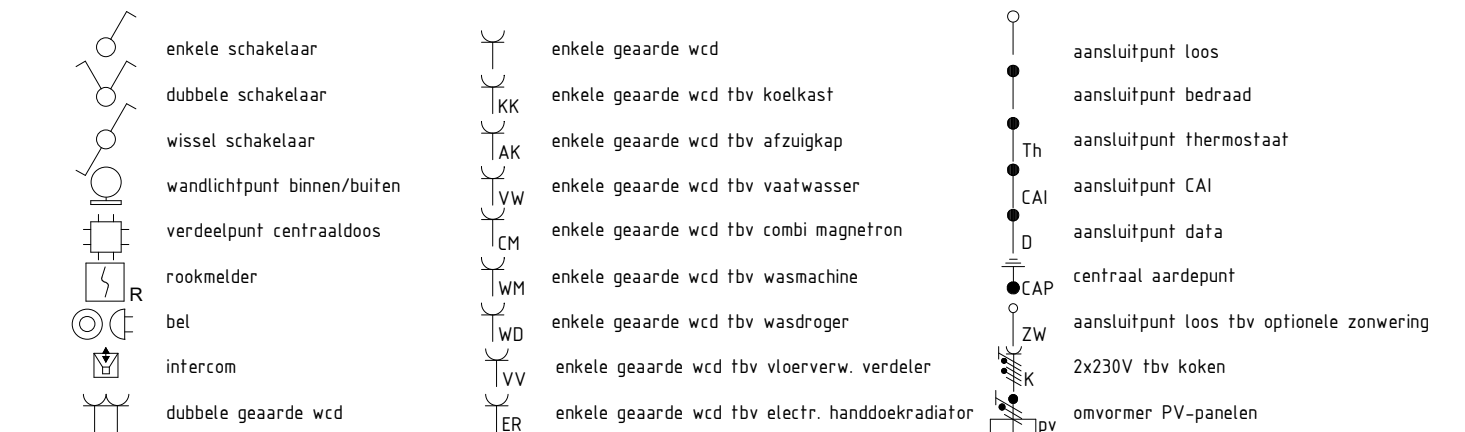 enkele schakelaar
dubbele schakelaar
wissel schakelaar
wandlichtpunt binnen/buiten
verdeelpunt centraaldoos
R rookmelder
bel
intercom
dubbele geaarde wcd
enkele geaarde wcd
KK enkele geaarde wcd tbv koelkast
AK enkele geaarde wcd tbv afzuigkap
VW enkele geaarde wcd tbv vaatwasser
CM enkele geaarde wcd tbv combi magnetron
WM enkele geaarde wcd tbv wasmachine
WD enkele geaarde wcd tbv wasdroger
VV enkele geaarde wcd tbv vloerverw. verdeler
ER enkele geaarde wcd tbv electr. handdoekradiator
aansluitpunt loos
aansluitpunt bedraad
Th aansluitpunt thermostaat
CAI aansluitpunt CAI
D aansluitpunt data
CAP centraal aardepunt
ZW aansluitpunt loos tbv optionele zonwering
K 2x230V tbv koken
pv omvormer PV-panelen